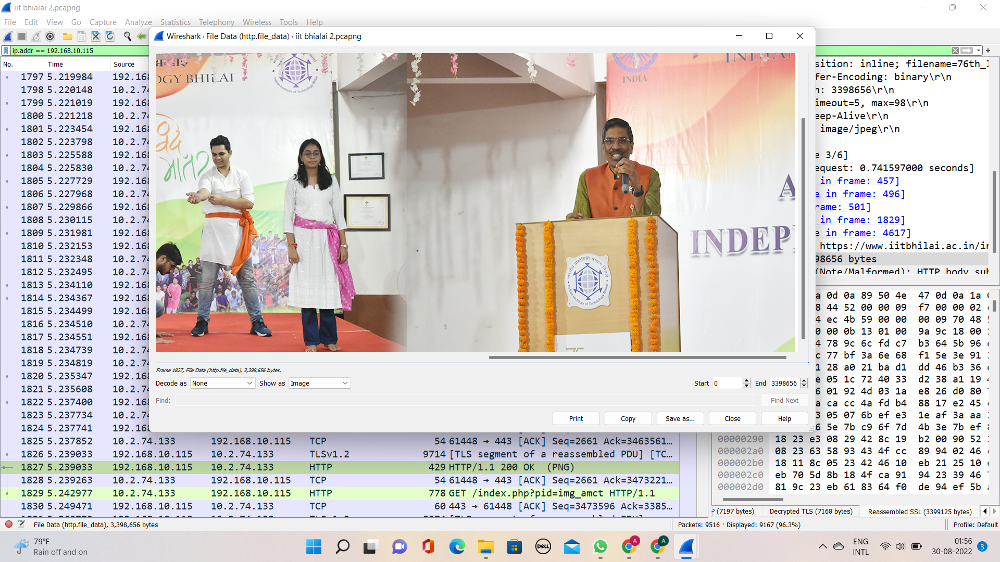 iit bhialai 2.pcapng
File Edit View Go Capture Analyze Statistics Telephony Wireless Tools Help
Wireshark · File Data (http.file_data) · iit bhialai 2.pcapng
ip.addr == 192.168.10.115
No. Time Source
1797 5.219984 192.168
1798 5.220148 10.2.74
1799 5.221019 192.168
1800 5.221218 10.2.74
1801 5.223454 192.168
1802 5.223798 10.2.74
1803 5.225588 192.168
1804 5.225830 10.2.74
1805 5.227729 192.168
1806 5.227968 10.2.74
1807 5.229866 192.168
1808 5.230115 10.2.74
1809 5.231981 192.168
1810 5.232153 192.168
1811 5.232348 10.2.74
1812 5.232495 10.2.74
1813 5.234110 192.168
1814 5.234367 192.168
1815 5.234499 10.2.74
1816 5.234510 10.2.74
1817 5.234551 192.168
1818 5.234739 10.2.74
1819 5.234819 192.168
1820 5.235347 192.168
1821 5.235608 10.2.74
1822 5.237400 192.168
1823 5.237734 10.2.74
1824 5.237741 192.168
1825 5.237852 10.2.74.133 192.168.10.115 TCP 54 61448 → 443 [ACK] Seq=2661 Ack=3463561…
1826 5.239033 192.168.10.115 10.2.74.133 TLSv1.2 9714 [TLS segment of a reassembled PDU] [TC…
1827 5.239033 192.168.10.115 10.2.74.133 HTTP 429 HTTP/1.1 200 OK (PNG)
1828 5.239263 10.2.74.133 192.168.10.115 TCP 54 61448 → 443 [ACK] Seq=2661 Ack=3473221…
1829 5.242977 10.2.74.133 192.168.10.115 HTTP 778 GET /index.php?pid=img_amct HTTP/1.1
1830 5.249471 192.168.10.115 10.2.74.133 TCP 60 443 → 61448 [ACK] Seq=3473596 Ack=3385…
OGY BHILAI
Indian Institute of Technology Bhilai
INDIA
INDIA
A
INDEP
भारतीय प्रौद्योगिकी संस्थान भिलाई
Indian Institute of Technology Bhilai
Frame 1827, File Data (http.file_data), 3,398,656 bytes.
Decode as None Show as Image Start 0 End 3398656
Find: Find Next
Print Copy Save as... Close Help
sition: inline; filename=76th_I
fer-Encoding: binary\r\n
h: 3398656\r\n
imeout=5, max=98\r\n
eep-Alive\r\n
image/jpeg\r\n
e 3/6]
equest: 0.741597000 seconds]
in frame: 457]
e in frame: 496]
rame: 501]
in frame: 1829]
e in frame: 4617]
https://www.iitbhilai.ac.in/in
98656 bytes
(Note/Malformed): HTTP body sub
a 0d 0a 89 50 4e 47 0d 0a 1a 0
8 44 52 00 00 09 f7 00 00 02
4 ec 4b 59 00 00 00 09 70 48 5
0 00 0b 13 01 00 9a 9c 18 00
4 78 9c 6c fd c7 b3 64 5b 96
c 77 bf 3a 6e 68 f1 5e 3e 91
1 28 a0 21 ba d1 dd 46 b3 36
e 05 1c 72 40 33 d2 38 a1 19 4
6 01 92 4d 03 1a e8 26 d0 80
a ca cc 4a fd b4 88 17 e2 45
3 05 07 6b ef e3 1e af 3a aa
6 5e 7b c9 6f 7d 4b 3e 7b ef 8
00000290 18 23 e3 08 29 42 8c 19 b2 00 90 52
000002a0 08 23 63 58 93 43 4f cc 89 94 02 46
000002b0 18 11 8c 05 23 42 46 10 eb 21 25 10
000002c0 eb 70 5d 8b 18 4f ca 91 94 23 39 46
000002d0 81 9c 23 eb 61 83 64 f0 de 94 ef 5b
P (7197 bytes) Decrypted TLS (7168 bytes) Reassembled SSL (3399125 bytes)
File Data (http.file_data), 3,398,656 bytes Packets: 9516 · Displayed: 9167 (96.3%) Profile: Default
79°F
Rain off and on
DELL
A
A
ENG
INTL
01:56
30-08-2022
3